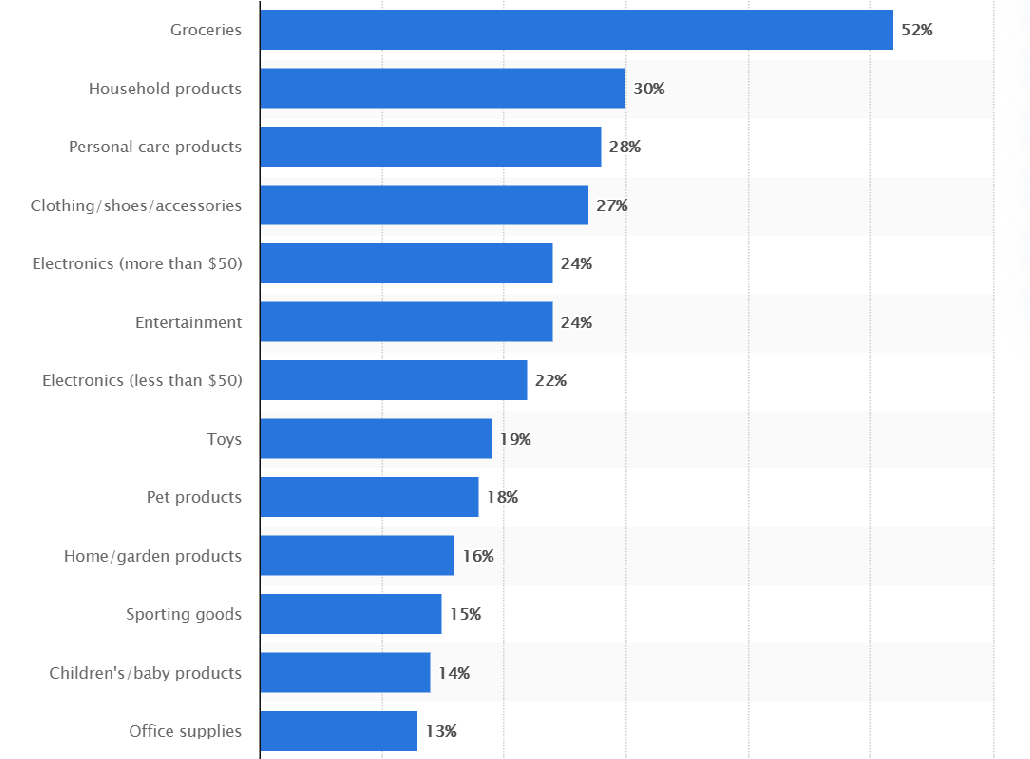 Groceries 52%
Household products 30%
Personal care products 28%
Clothing/shoes/accessories 27%
Electronics (more than $50) 24%
Entertainment 24%
Electronics (less than $50) 22%
Toys 19%
Pet products 18%
Home/garden products 16%
Sporting goods 15%
Children's/baby products 14%
Office supplies 13%